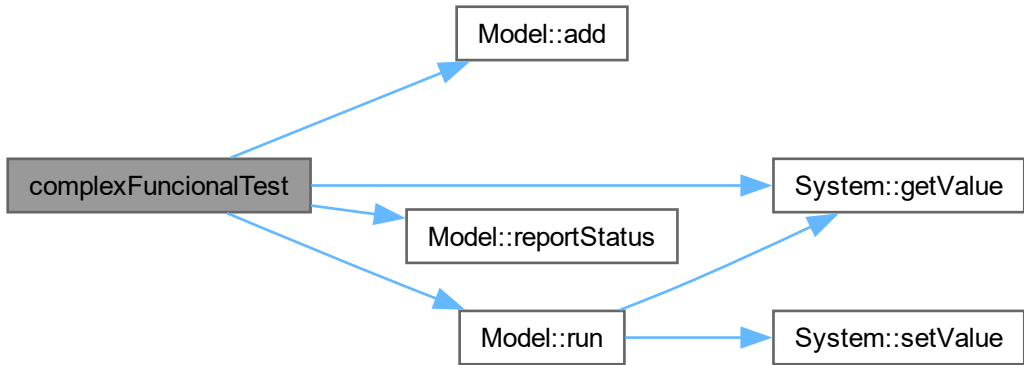 Model::add
complexFuncionalTest
System::getValue
Model::reportStatus
Model::run
System::setValue